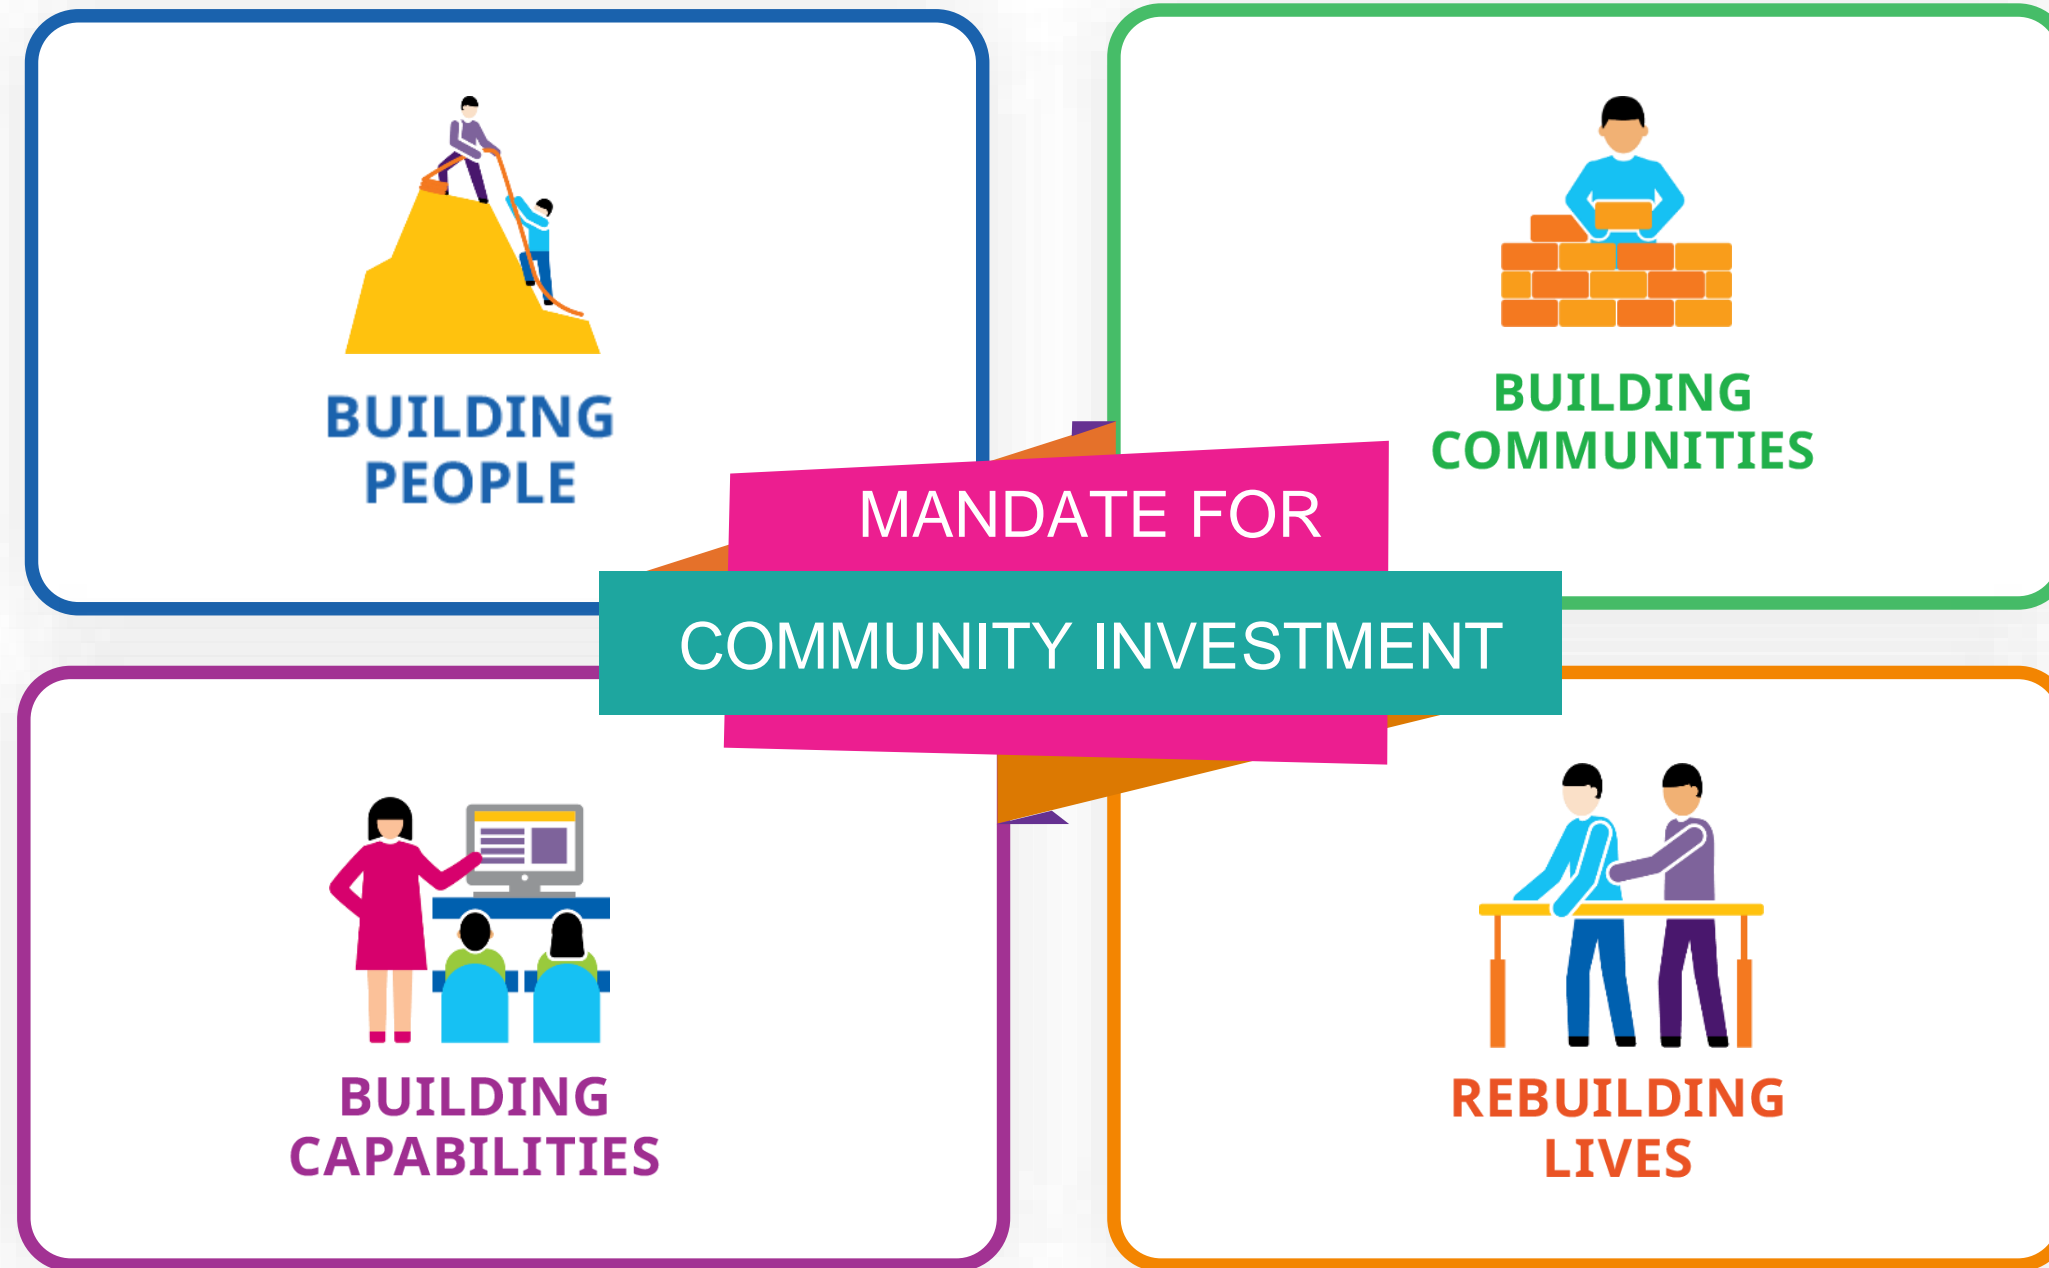 BUILDING
PEOPLE
BUILDING
COMMUNITIES
MANDATE FOR
COMMUNITY INVESTMENT
BUILDING
CAPABILITIES
REBUILDING
LIVES